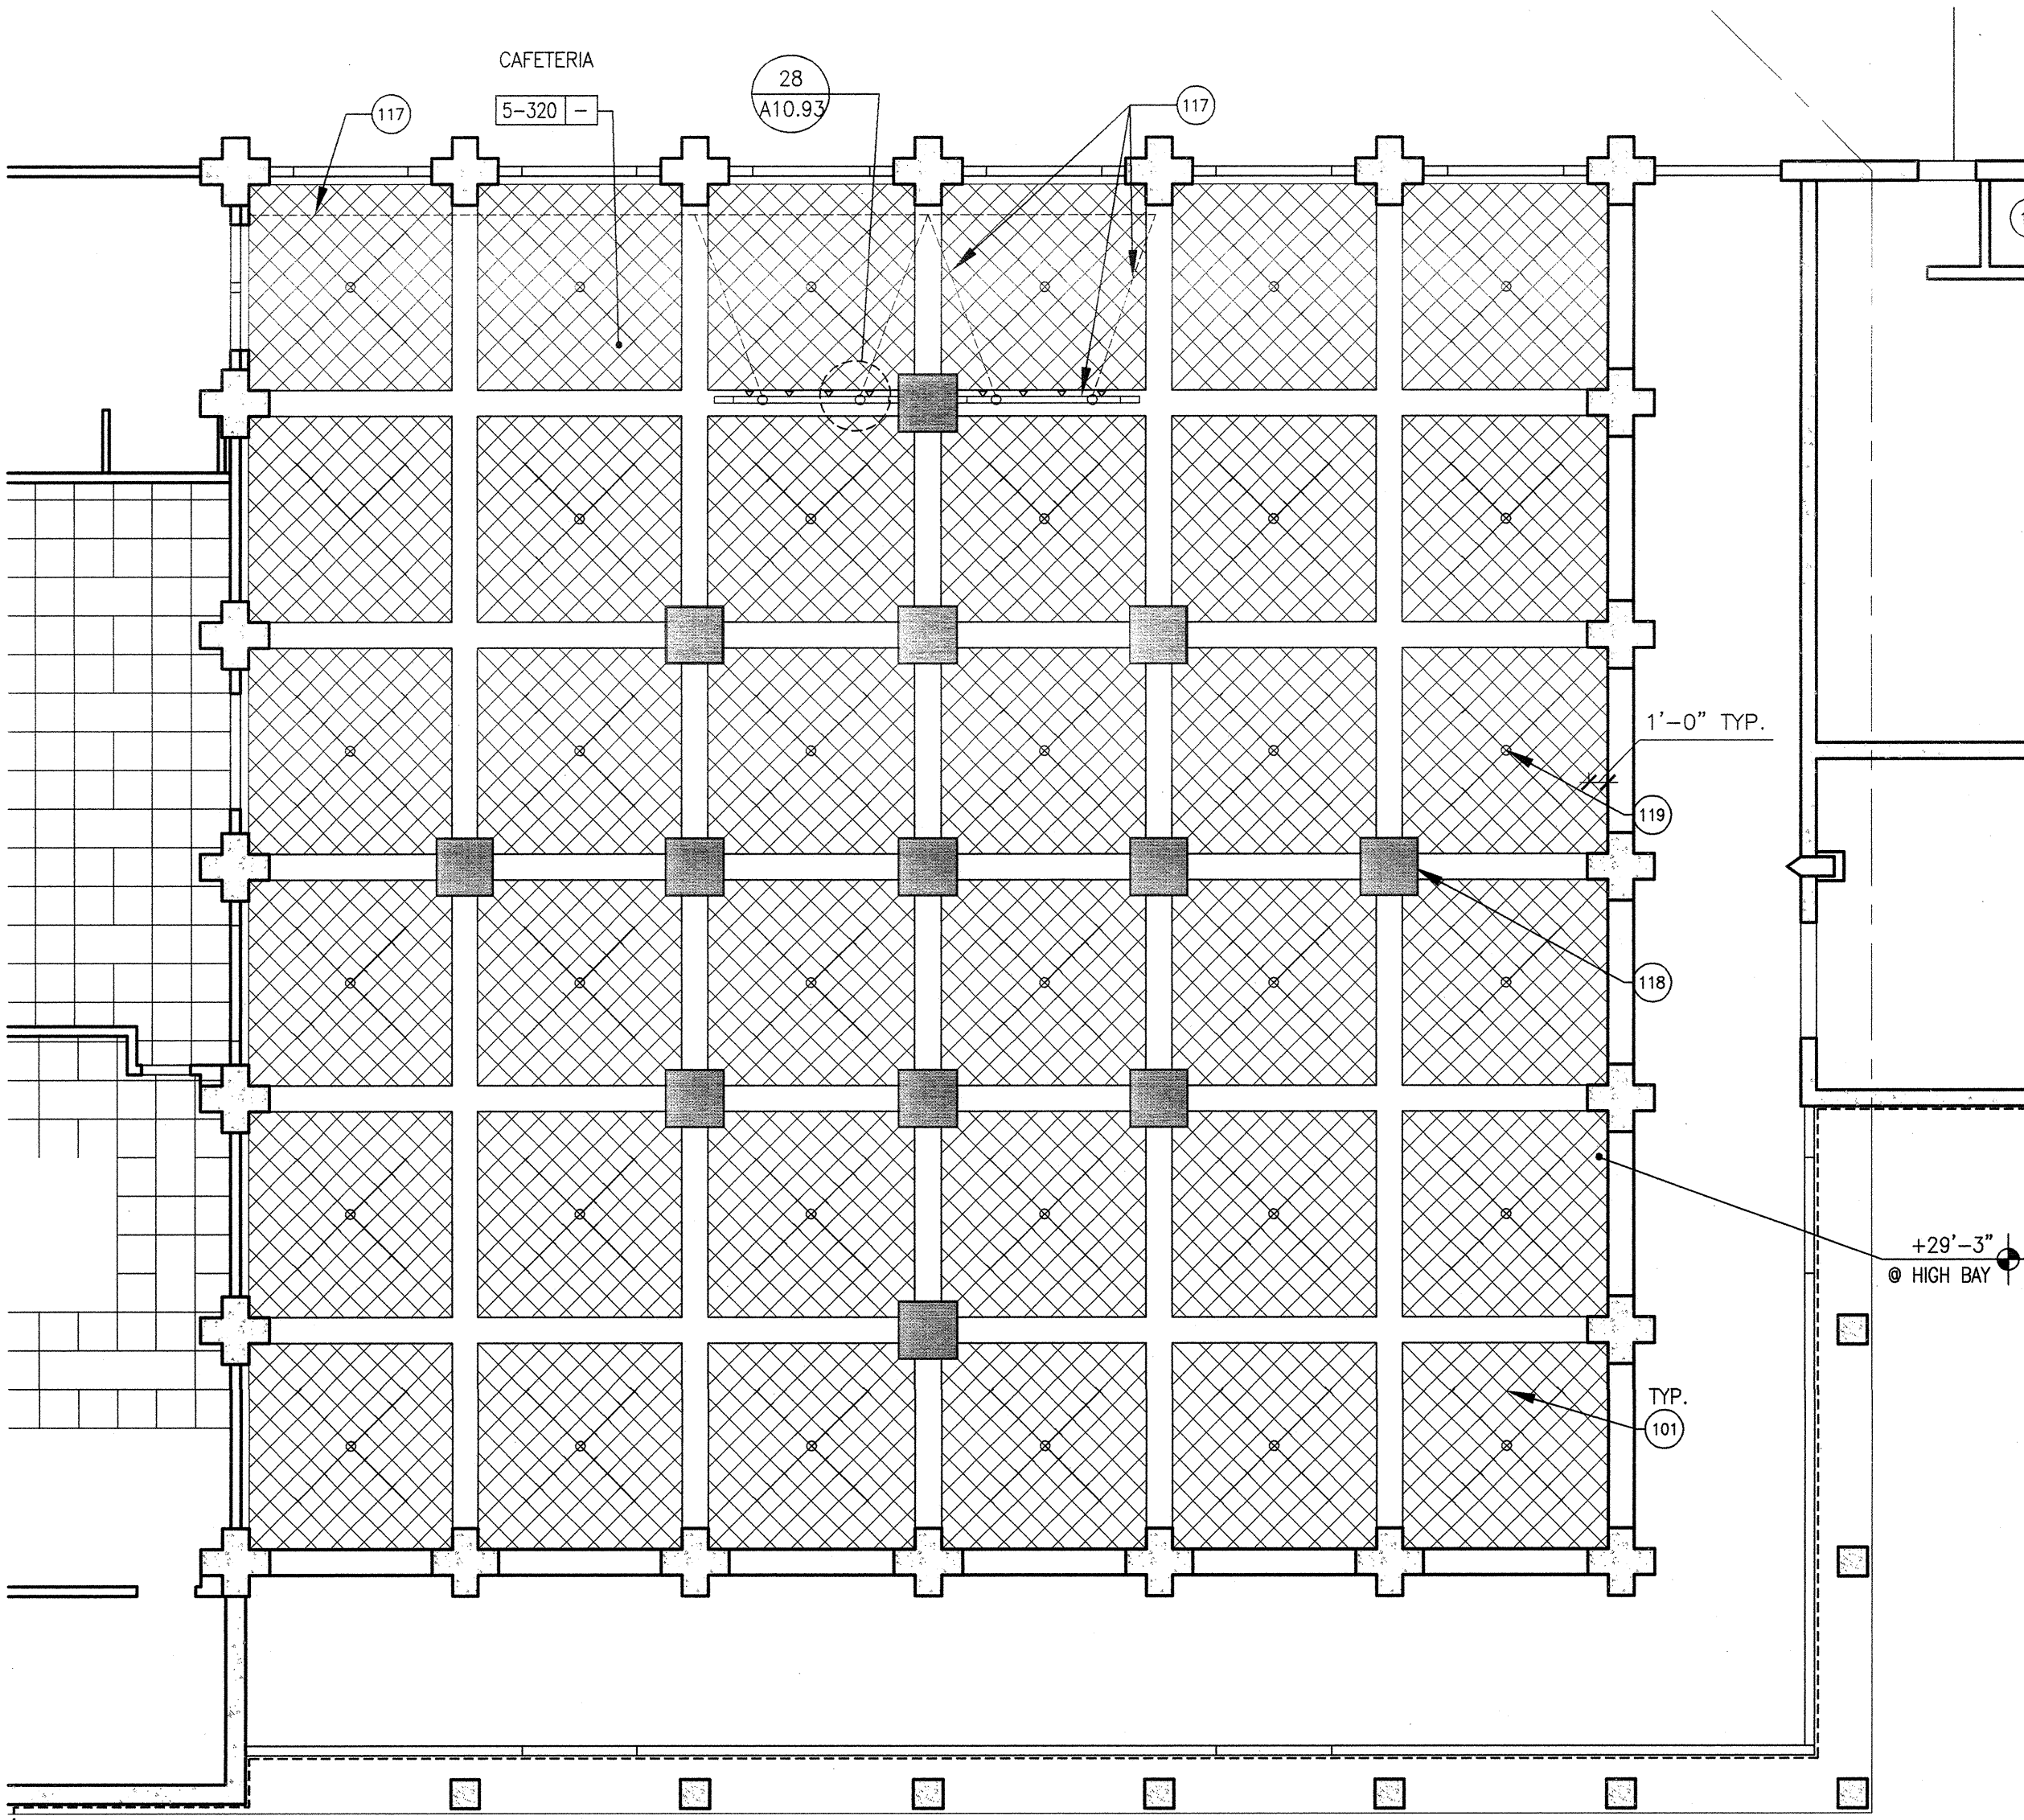 CAFETERIA
5-320 -
28
A10.93
117
117
1'-0" TYP.
119
118
+29'-3"
@ HIGH BAY
TYP.
101